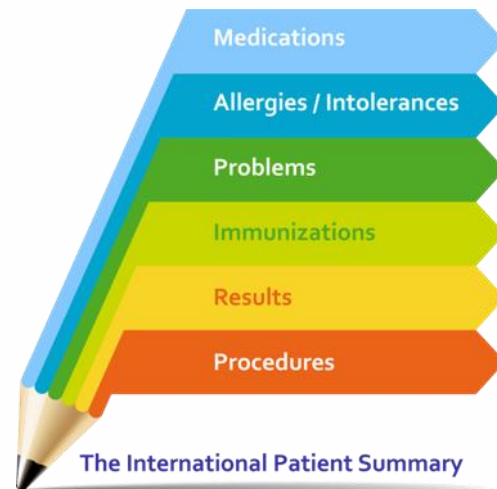 Medications
Allergies / Intolerances
Problems
Immunizations
Results
Procedures
The International Patient Summary